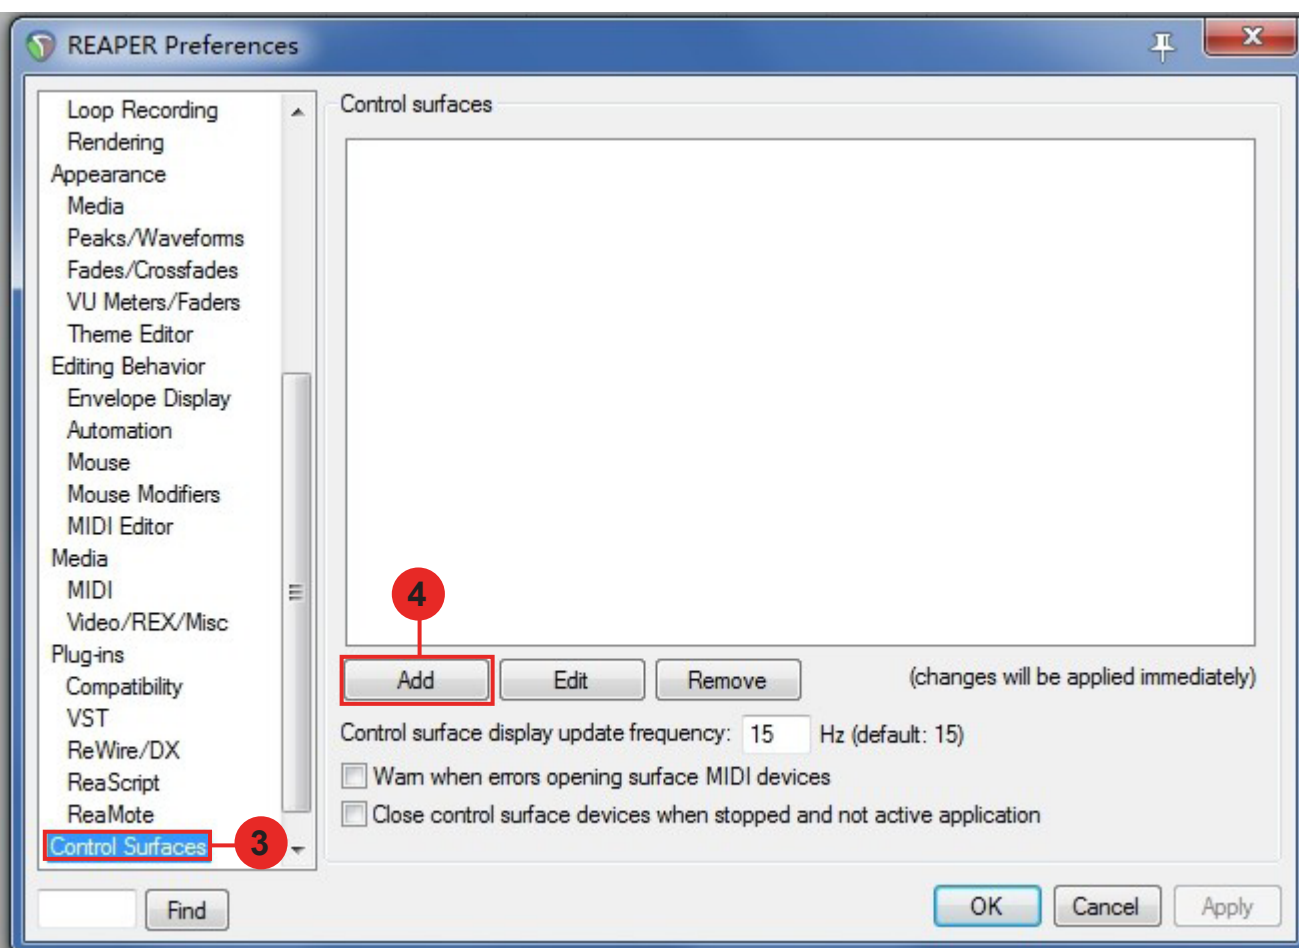 REAPER Preferences
Loop Recording
Rendering
Appearance
Media
Peaks/Waveforms
Fades/Crossfades
VU Meters/Faders
Theme Editor
Editing Behavior
Envelope Display
Automation
Mouse
Mouse Modifiers
MIDI Editor
Media
MIDI
Video/REX/Misc
Plug-ins
Compatibility
VST
ReWire/DX
ReaScript
ReaMote
Control Surfaces
3
Find
Control surfaces
4
Add Edit Remove (changes will be applied immediately)
Control surface display update frequency: 15 Hz (default: 15)
Warn when errors opening surface MIDI devices
Close control surface devices when stopped and not active application
OK Cancel Apply